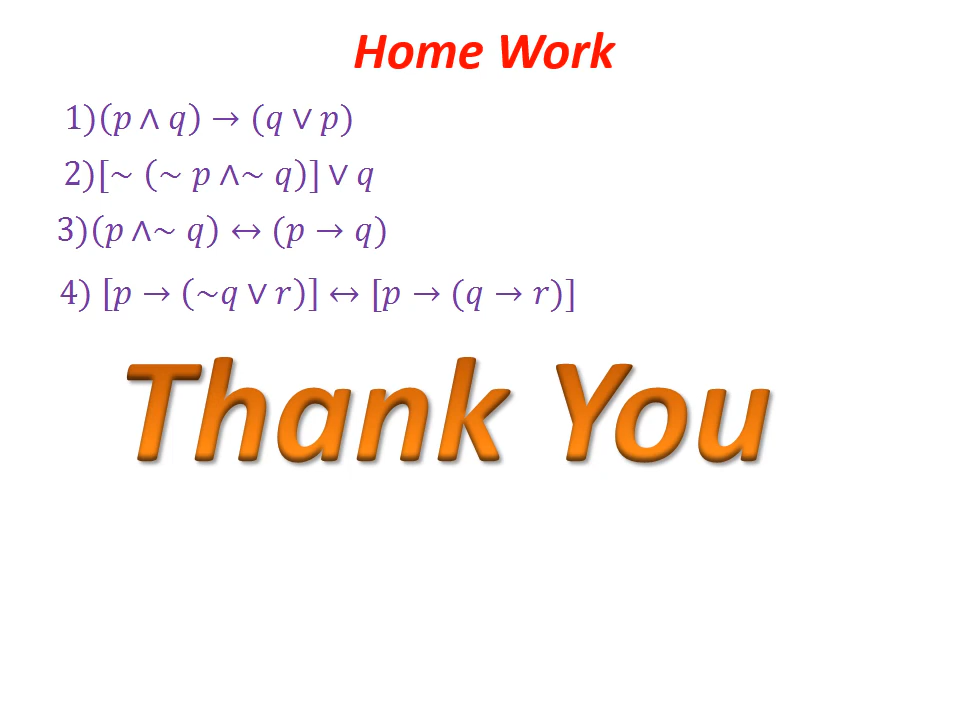 Home Work
1)(p ∧ q) → (q ∨ p)
2)[~ (~ p ∧~ q)] ∨ q
3)(p ∧~ q) ↔ (p → q)
4) [p → (~q ∨ r)] ↔ [p → (q → r)]
Thank You